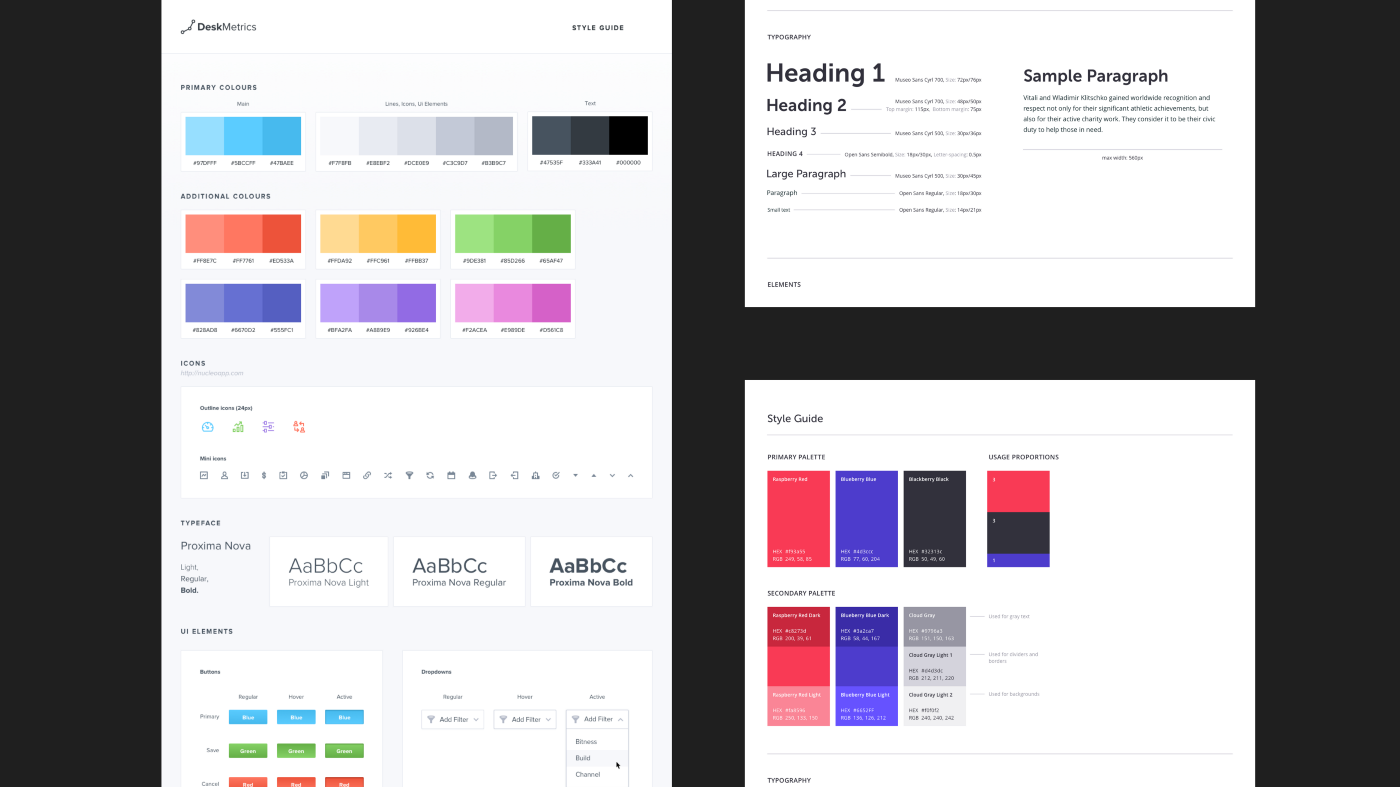 DeskMetrics
STYLE GUIDE
PRIMARY COLOURS
Main
Lines, Icons, Ui Elements
Text
#97DFFF #5BCCFF #47BAEE
#F7F8FB #EBEBF2 #DCE0E9 #C3C9D7 #B3B9C7
#47535F #333A41 #000000
ADDITIONAL COLOURS
#FF8E7C #FF7761 #ED533A
#FFDA92 #FFC961 #FFBB37
#9DE381 #85D266 #65AF47
#828AD8 #6670D2 #555FC1
#BFA2FA #A889E9 #926BE4
#F2ACEA #E989DE #D561C8
ICONS
http://nucleoapp.com
Outline icons (24px)
Mini icons
TYPEFACE
Proxima Nova
Light,
Regular,
Bold.
AaBbCc
Proxima Nova Light
AaBbCc
Proxima Nova Regular
AaBbCc
Proxima Nova Bold
UI ELEMENTS
Buttons
Regular Hover Active
Primary Blue Blue Blue
Save Green Green Green
Cancel Red Red Red
Dropdowns
Regular Hover Active
Add Filter Add Filter Add Filter
Bitness
Build
Channel
TYPOGRAPHY
Heading 1 Museo Sans Cyrl 700, Size: 72px/76px
Heading 2 Museo Sans Cyrl 700, Size: 48px/50px
Top margin: 115px, Bottom margin: 75px
Heading 3 Museo Sans Cyrl 500, Size: 30px/36px
HEADING 4 Open Sans Semibold, Size: 18px/30px, Letter-spacing: 0.5px
Large Paragraph Museo Sans Cyrl 500, Size: 30px/45px
Paragraph Open Sans Regular, Size: 18px/30px
Small text Open Sans Regular, Size: 14px/21px
Sample Paragraph
Vitali and Wladimir Klitschko gained worldwide recognition and
respect not only for their significant athletic achievements, but
also for their active charity work. They consider it to be their civic
duty to help those in need.
max width: 560px
ELEMENTS
Style Guide
PRIMARY PALETTE
Raspberry Red
HEX
RGB 249, 58, 85
Blueberry Blue
HEX #4d3ccc
RGB 77, 60, 204
Blackberry Black
HEX #32313c
RGB 50, 49, 60
USAGE PROPORTIONS
3
3
1
SECONDARY PALETTE
Raspberry Red Dark
HEX #c8273d
RGB 200, 39, 61
Blueberry Blue Dark
HEX #3a2ca7
RGB 58, 44, 167
Cloud Gray
HEX #9796a3
RGB 151, 150, 163
Used for gray text
Cloud Gray Light 1
HEX #d4d3dc
RGB 212, 211, 220
Used for dividers and
borders
Raspberry Red Light
HEX
RGB
Blueberry Blue Light
HEX #6652FF
RGB 136, 126, 212
Cloud Gray Light 2
HEX #f0f0f2
RGB 240, 240, 242
Used for backgrounds
TYPOGRAPHY